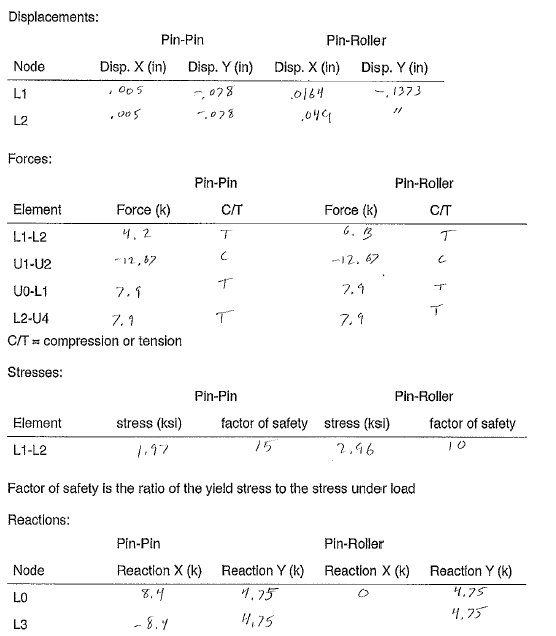 Displacements:
Pin-Pin Pin-Roller
Node Disp. X (in) Disp. Y (in) Disp. X (in) Disp. Y (in)
L1 .005 -.078 .0164 -.1373
L2 .005 -.078 .049 "
Forces:
Pin-Pin Pin-Roller
Element Force (k) C/T Force (k) C/T
L1-L2 4.2 T 6.3 T
U1-U2 -12.67 C -12.67 C
U0-L1 7.9 T 7.9 T
L2-U4 7.9 T 7.9 T
C/T = compression or tension
Stresses:
Pin-Pin Pin-Roller
Element stress (ksi) factor of safety stress (ksi) factor of safety
L1-L2 1.97 15 2.96 10
Factor of safety is the ratio of the yield stress to the stress under load
Reactions:
Pin-Pin Pin-Roller
Node Reaction X (k) Reaction Y (k) Reaction X (k) Reaction Y (k)
L0 8.4 4.75 0 4.75
L3 -8.4 4.75 4.75